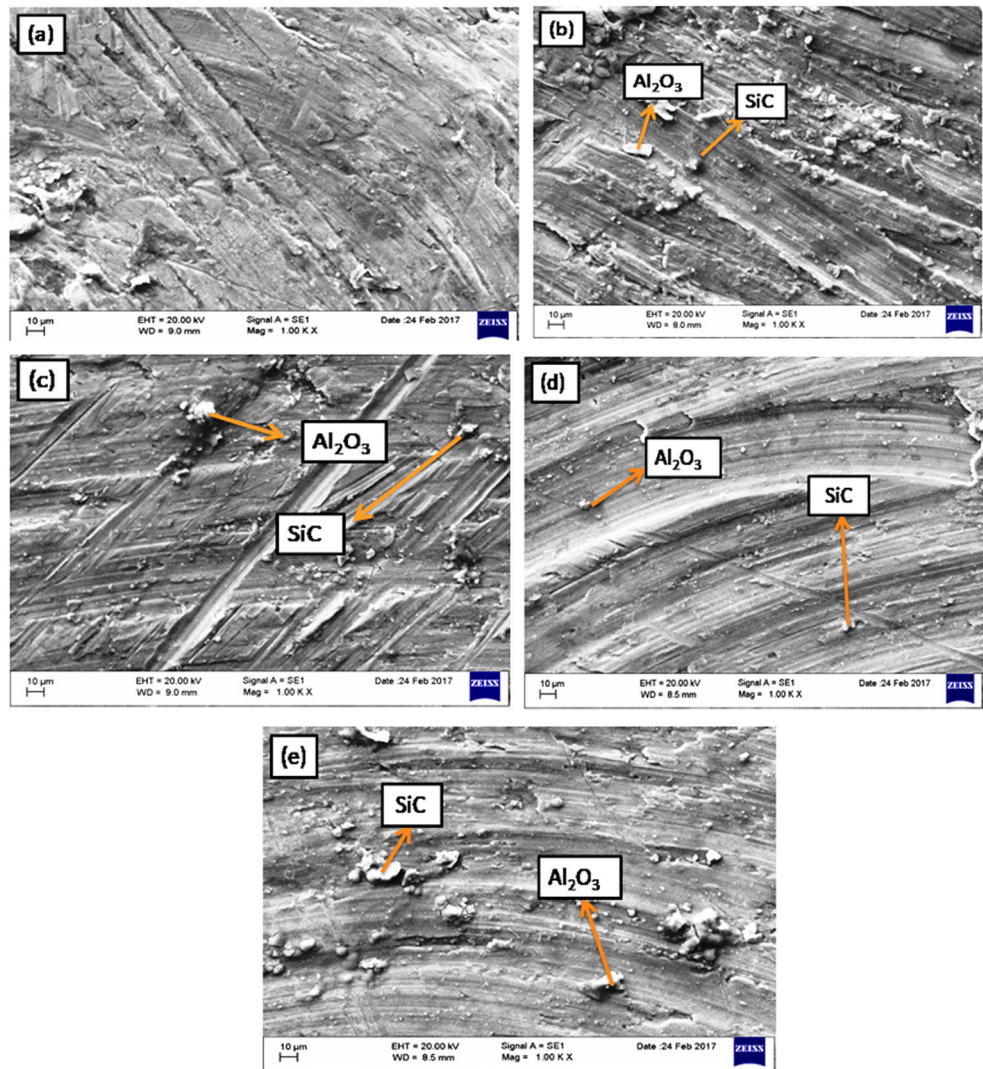 (a)
10 µm
EHT = 20.00 kV
WD = 9.0 mm
Signal A = SE1
Mag = 1.00 K X
Date :24 Feb 2017
ZEISS
(b)
Al₂O₃
SiC
10 µm
EHT = 20.00 kV
WD = 8.0 mm
Signal A = SE1
Mag = 1.00 K X
Date :24 Feb 2017
ZEISS
(c)
Al₂O₃
SiC
10 µm
EHT = 20.00 kV
WD = 9.0 mm
Signal A = SE1
Mag = 1.00 K X
Date :24 Feb 2017
ZEISS
(d)
Al₂O₃
SiC
10 µm
EHT = 20.00 kV
WD = 8.5 mm
Signal A = SE1
Mag = 1.00 K X
Date :24 Feb 2017
ZEISS
(e)
SiC
Al₂O₃
10 µm
EHT = 20.00 kV
WD = 8.5 mm
Signal A = SE1
Mag = 1.00 K X
Date :24 Feb 2017
ZEISS